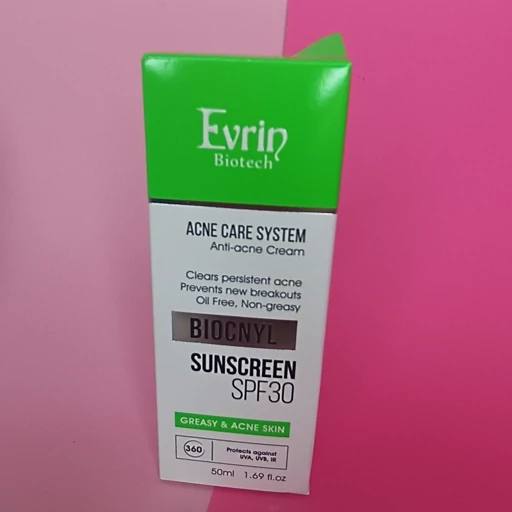 Evrin
Biotech
ACNE CARE SYSTEM
Anti-acne Cream
Clears persistent acne
Prevents new breakouts
Oil Free, Non-greasy
BIOCNYL
SUNSCREEN
SPF30
GREASY & ACNE SKIN
360
Protects against
UVA, UVB, IR
50ml 1.69 fl.oz